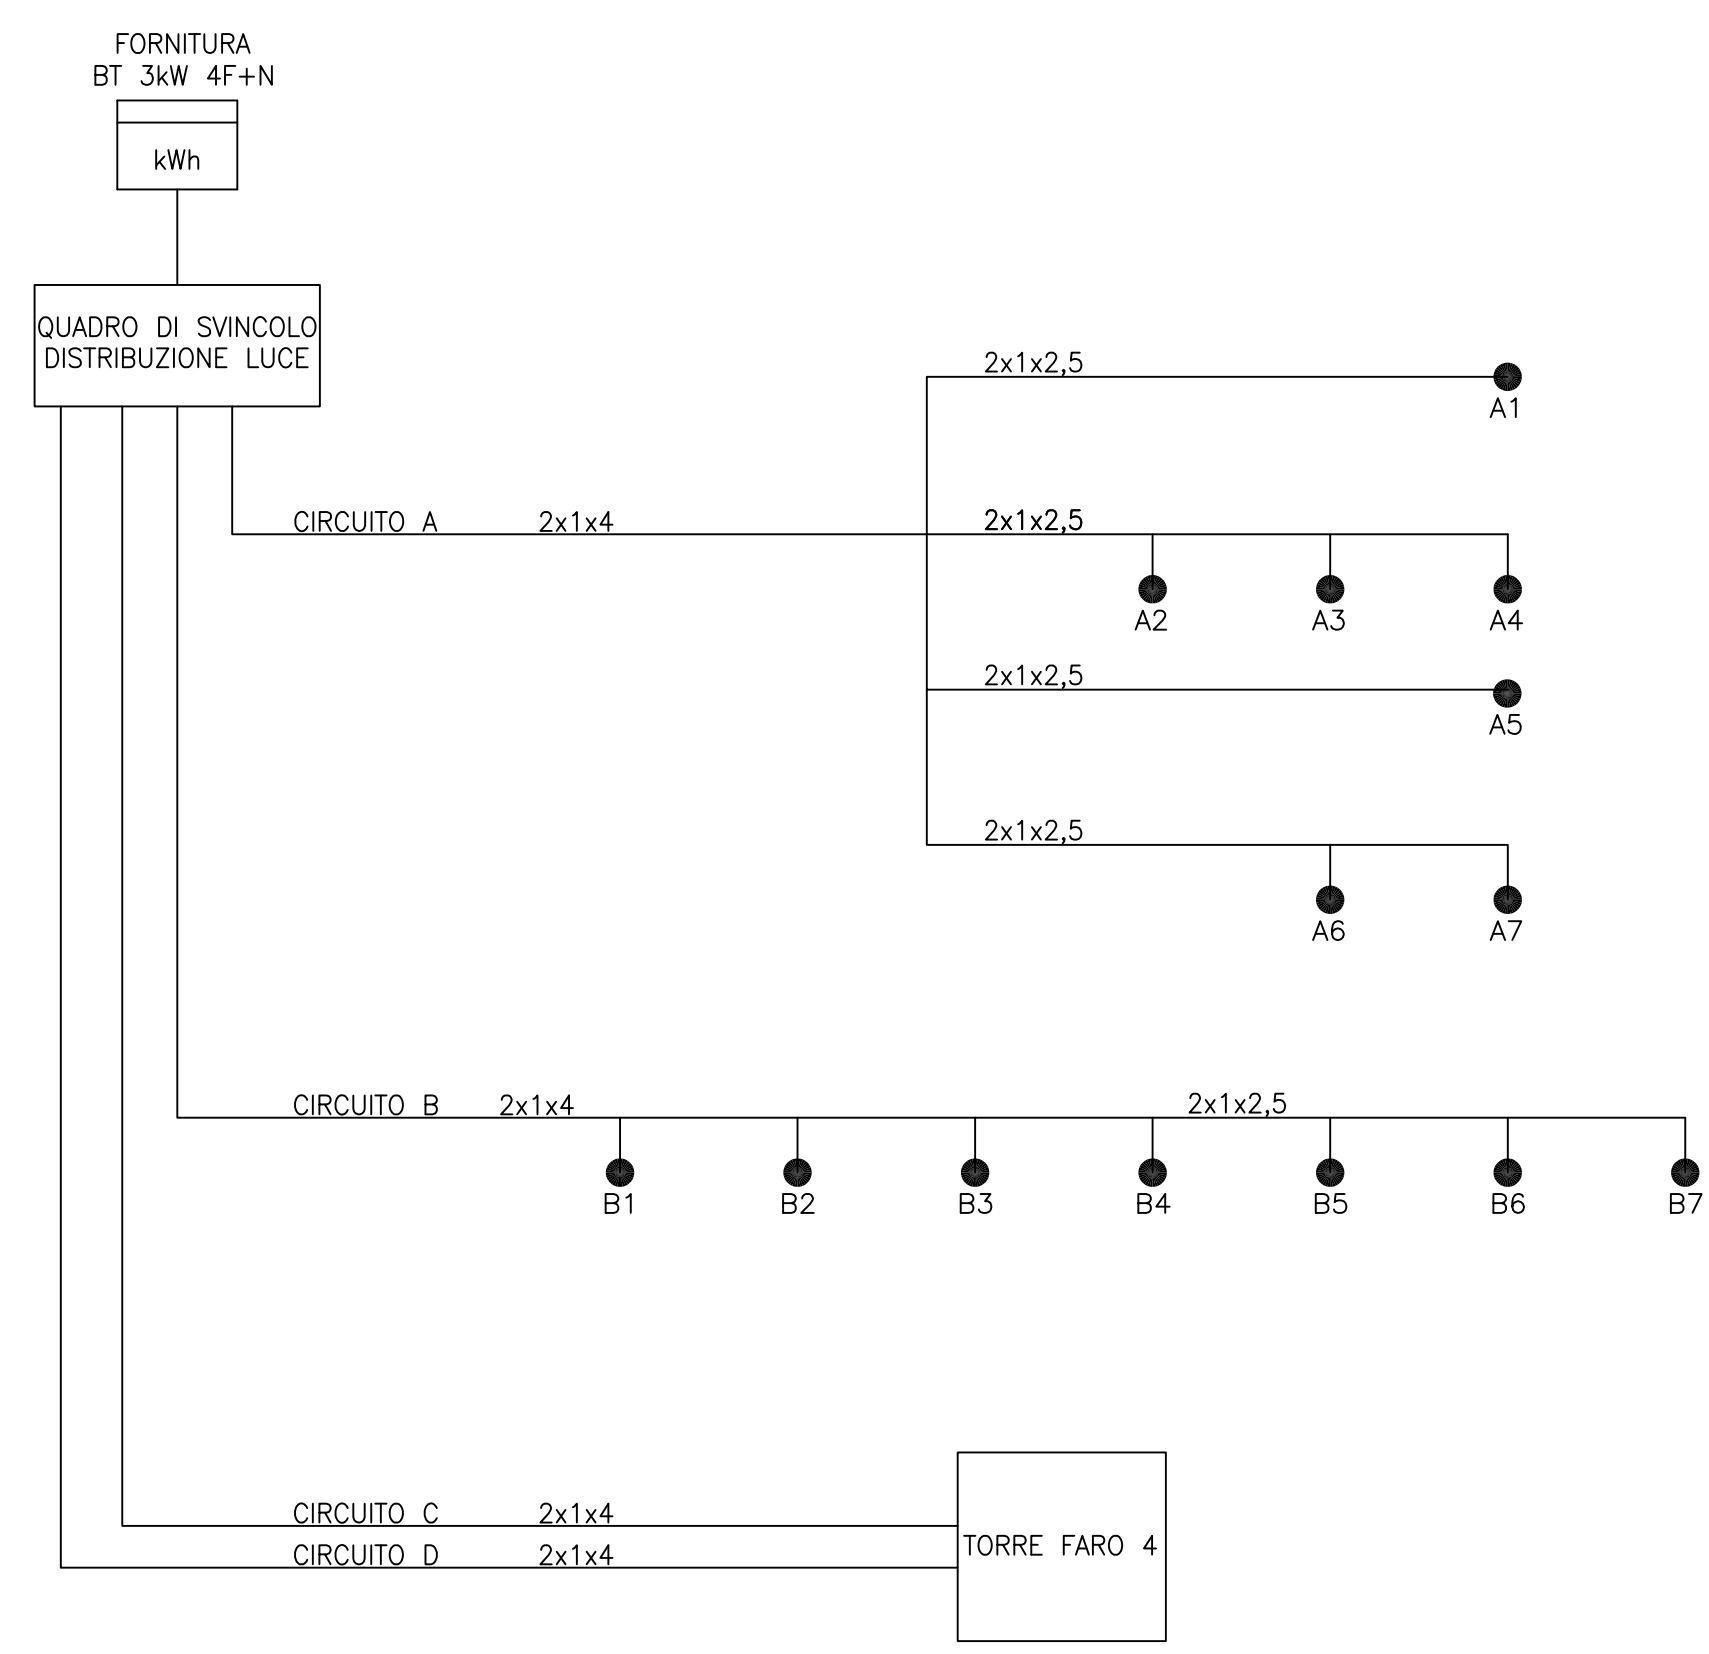 FORNITURA
BT 3kW 4F+N
kWh
QUADRO DI SVINCOLO
DISTRIBUZIONE LUCE
2x1x2,5
A1
CIRCUITO A 2x1x4
2x1x2,5
A2 A3 A4
2x1x2,5
A5
2x1x2,5
A6 A7
CIRCUITO B 2x1x4 2x1x2,5
B1 B2 B3 B4 B5 B6 B7
CIRCUITO C 2x1x4
TORRE FARO 4
CIRCUITO D 2x1x4